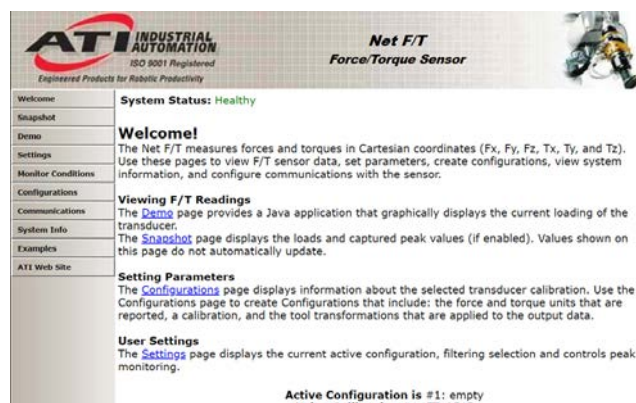 ATI INDUSTRIAL AUTOMATION
ISO 9001 Registered
Engineered Products for Robotic Productivity
Net F/T
Force/Torque Sensor
Welcome
Snapshot
Demo
Settings
Monitor Conditions
Configurations
Communications
System Info
Examples
ATI Web Site
System Status: Healthy
Welcome!
The Net F/T measures forces and torques in Cartesian coordinates (Fx, Fy, Fz, Tx, Ty, and Tz).
Use these pages to view F/T sensor data, set parameters, create configurations, view system
information, and configure communications with the sensor.
Viewing F/T Readings
The Demo page provides a Java application that graphically displays the current loading of the
transducer.
The Snapshot page displays the loads and captured peak values (if enabled). Values shown on
this page do not automatically update.
Setting Parameters
The Configurations page displays information about the selected transducer calibration. Use the
Configurations page to create Configurations that include: the force and torque units that are
reported, a calibration, and the tool transformations that are applied to the output data.
User Settings
The Settings page displays the current active configuration, filtering selection and controls peak
monitoring.
Active Configuration is #1: empty